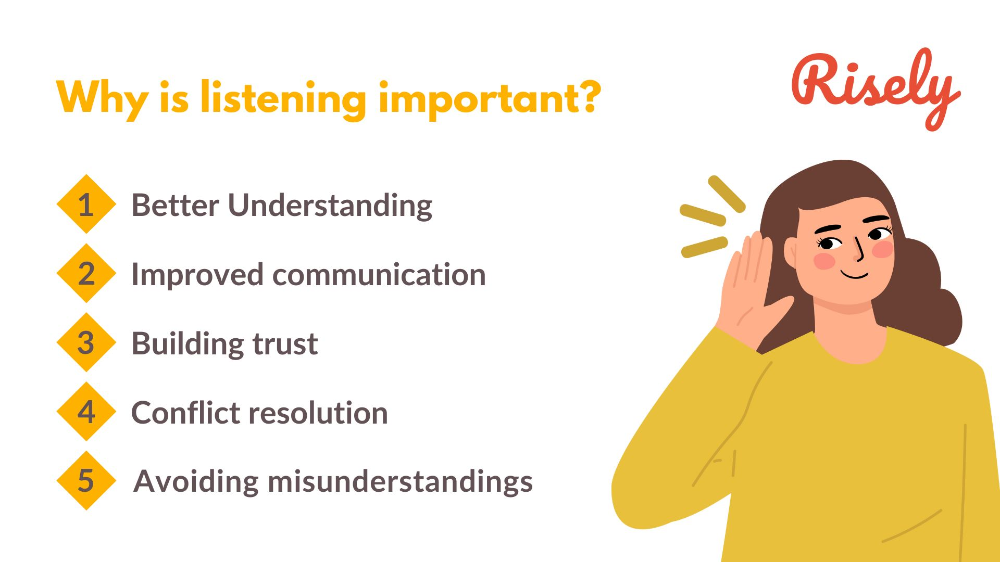 Risely
Why is listening important?
1 Better Understanding
2 Improved communication
3 Building trust
4 Conflict resolution
5 Avoiding misunderstandings